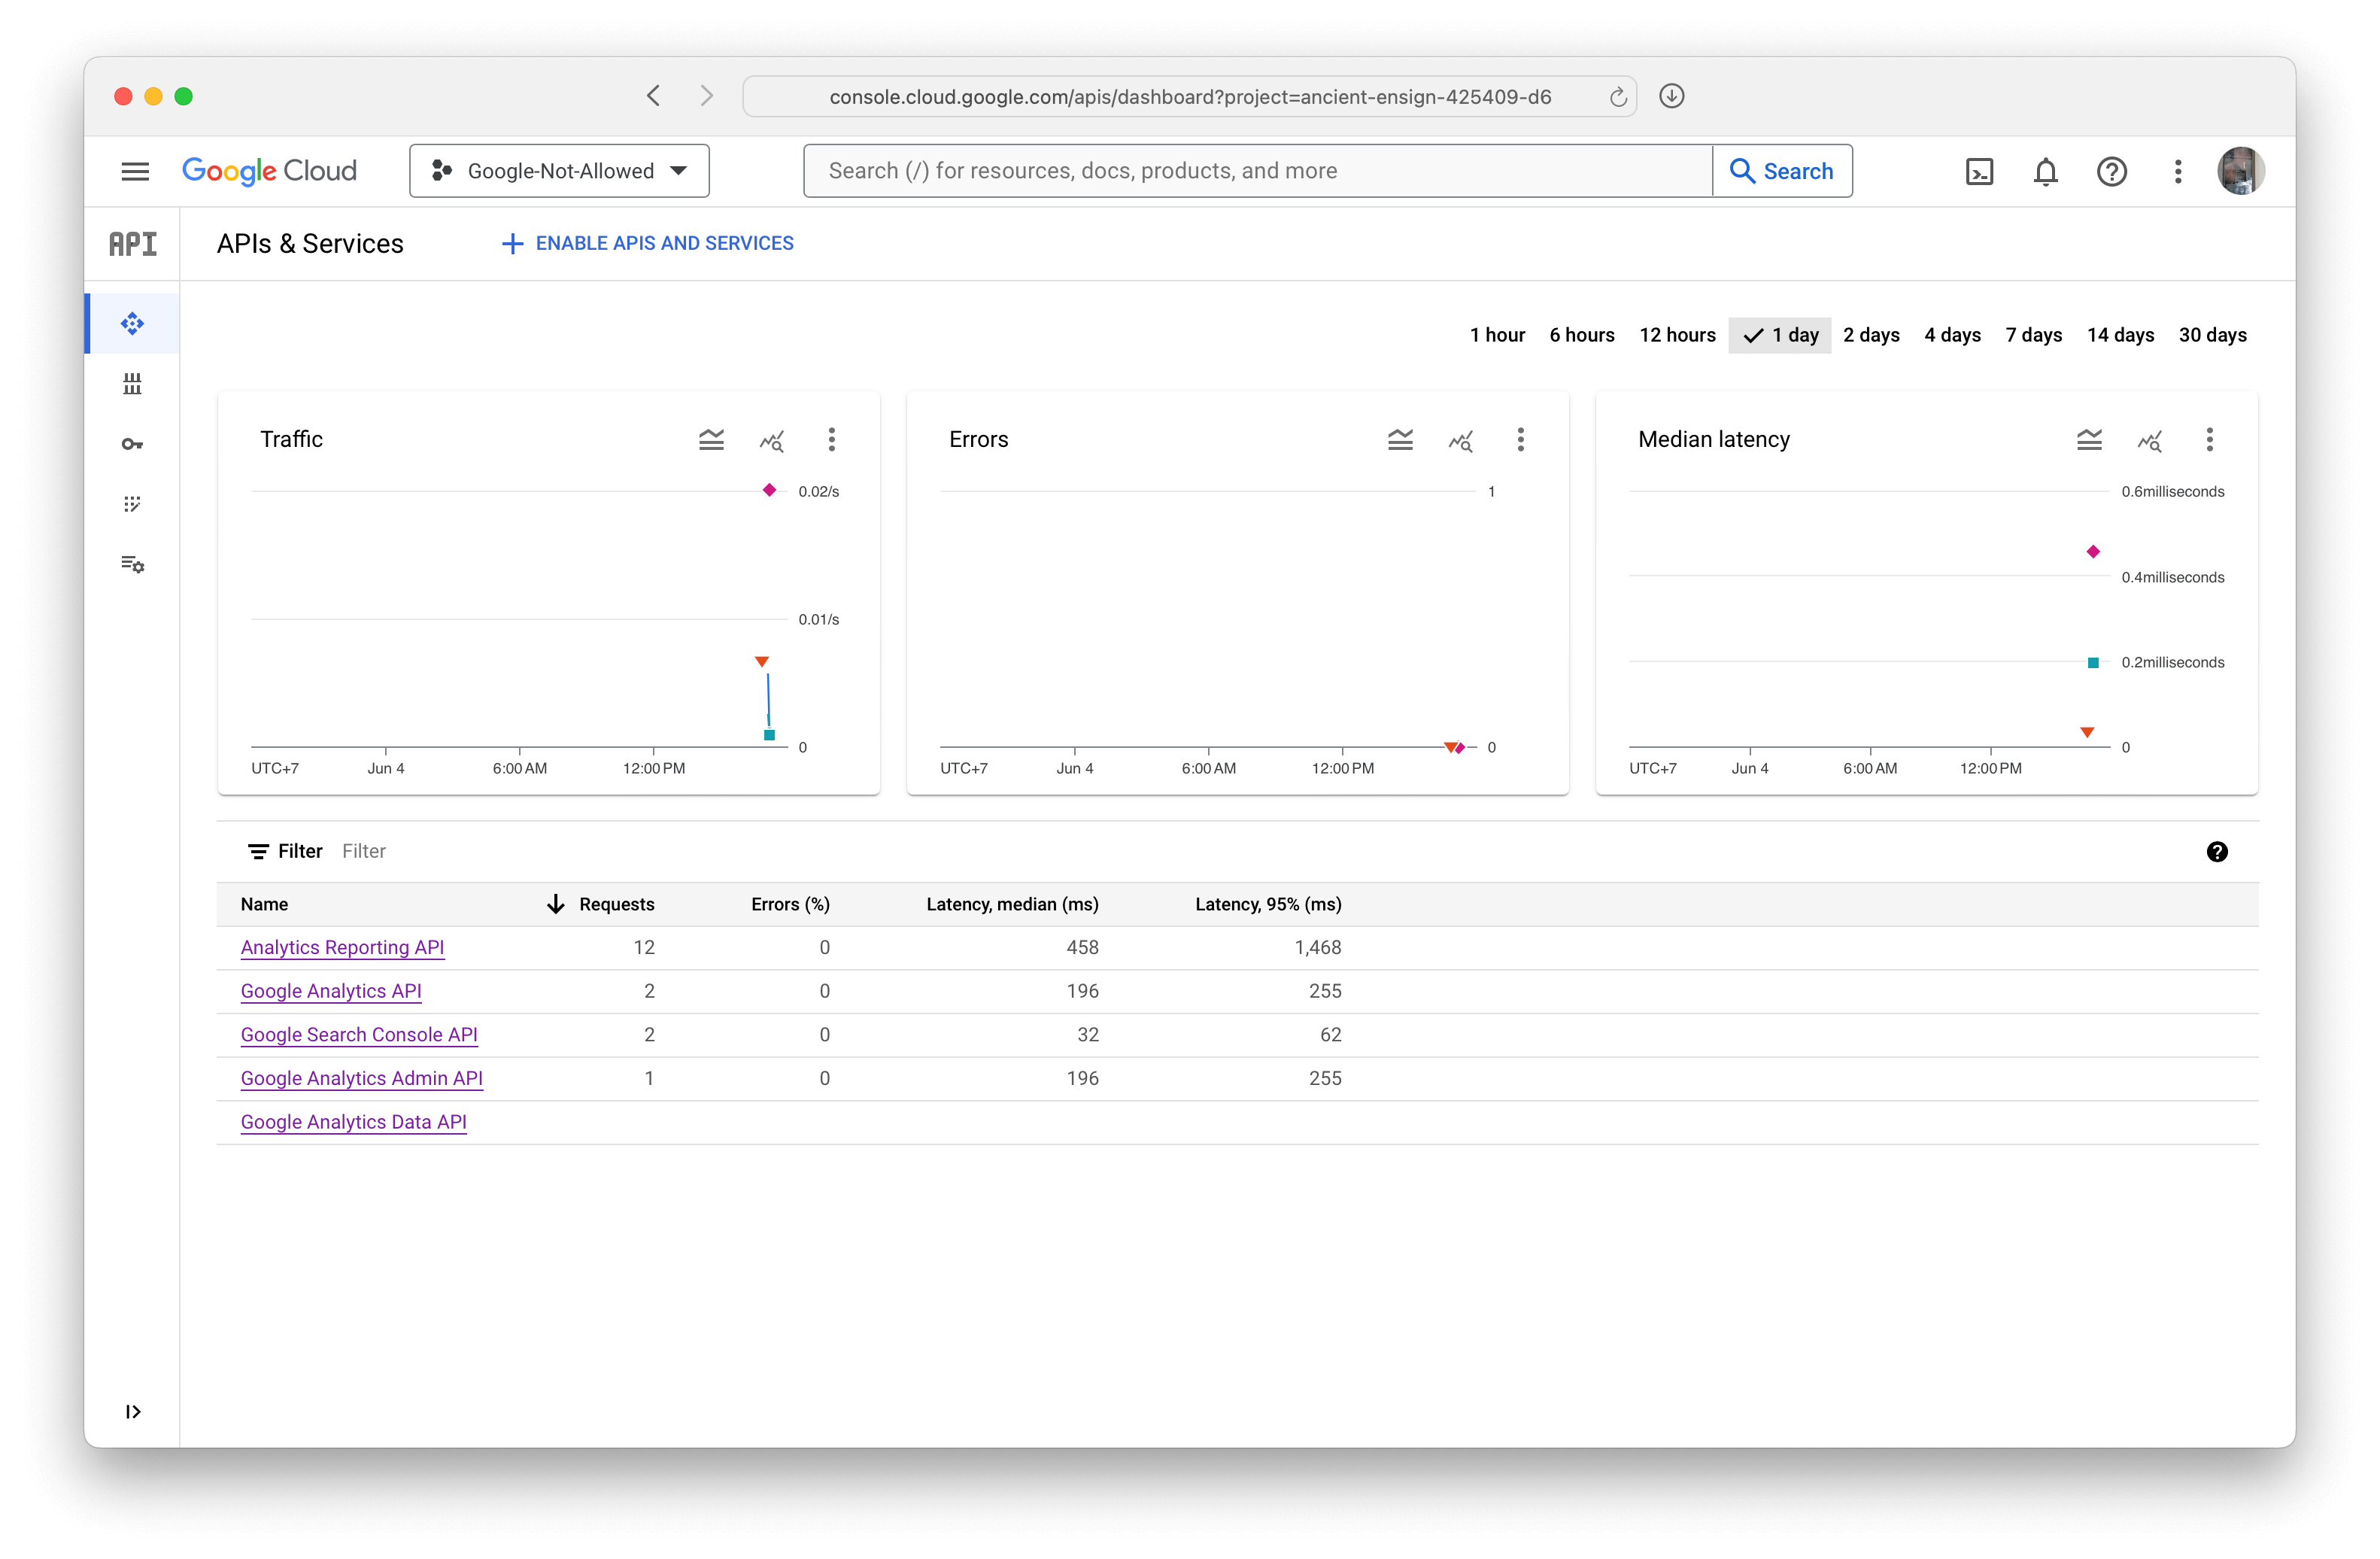 console.cloud.google.com/apis/dashboard?project=ancient-ensign-425409-d6
Google Cloud
Google-Not-Allowed
Search (/) for resources, docs, products, and more
Search
API
APIs & Services
ENABLE APIS AND SERVICES
1 hour 6 hours 12 hours 1 day 2 days 4 days 7 days 14 days 30 days
Traffic
0.02/s
0.01/s
0
UTC+7 Jun 4 6:00 AM 12:00 PM
Errors
1
0
UTC+7 Jun 4 6:00 AM 12:00 PM
Median latency
0.6milliseconds
0.4milliseconds
0.2milliseconds
0
UTC+7 Jun 4 6:00 AM 12:00 PM
Filter Filter
Name Requests Errors (%) Latency, median (ms) Latency, 95% (ms)
Analytics Reporting API 12 0 458 1,468
Google Analytics API 2 0 196 255
Google Search Console API 2 0 32 62
Google Analytics Admin API 1 0 196 255
Google Analytics Data API